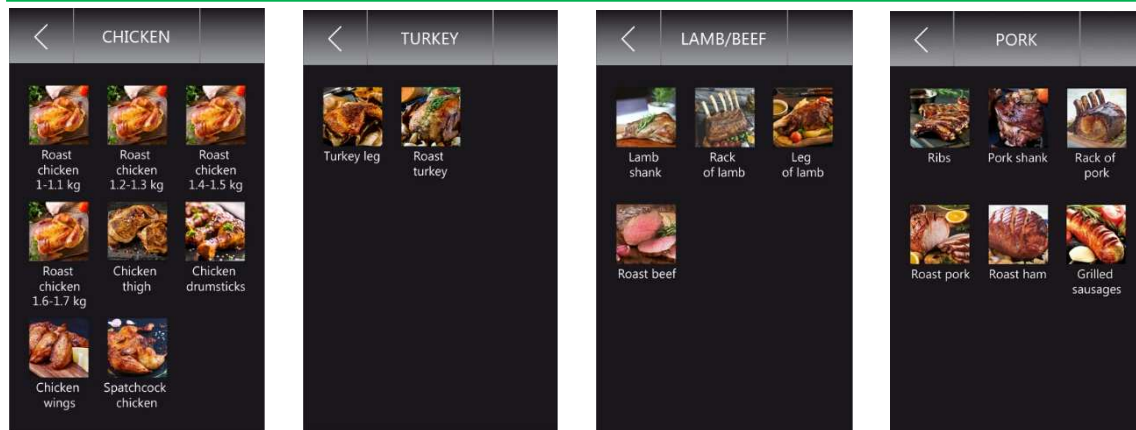 CHICKEN
Roast
chicken
1-1.1 kg
Roast
chicken
1.2-1.3 kg
Roast
chicken
1.4-1.5 kg
Roast
chicken
1.6-1.7 kg
Chicken
thigh
Chicken
drumsticks
Chicken
wings
Spatchcock
chicken
TURKEY
Turkey leg
Roast
turkey
LAMB/BEEF
Lamb
shank
Rack
of lamb
Leg
of lamb
Roast beef
PORK
Ribs
Pork shank
Rack of
pork
Roast pork
Roast ham
Grilled
sausages